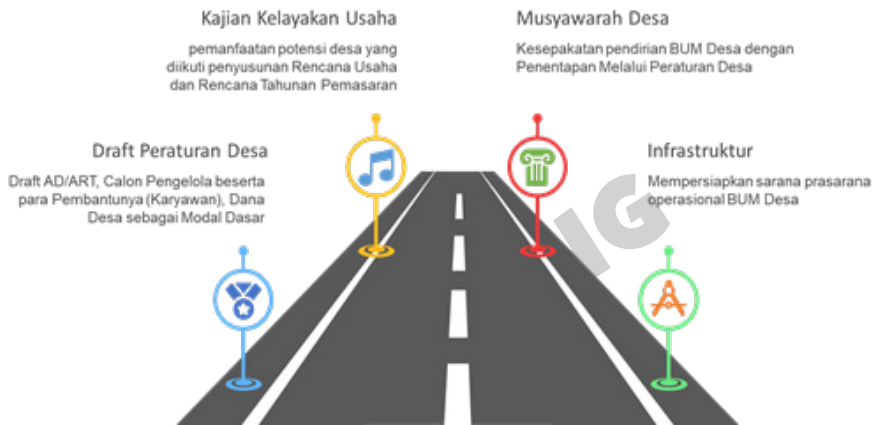 Kajian Kelayakan Usaha
pemanfaatan potensi desa yang
diikuti penyusunan Rencana Usaha
dan Rencana Tahunan Pemasaran
Musyawarah Desa
Kesepakatan pendirian BUM Desa dengan
Penentapan Melalui Peraturan Desa
Draft Peraturan Desa
Draft AD/ART, Calon Pengelola beserta
para Pembantunya (Karyawan), Dana
Desa sebagai Modal Dasar
Infrastruktur
Mempersiapkan sarana prasarana
operasional BUM Desa
IG